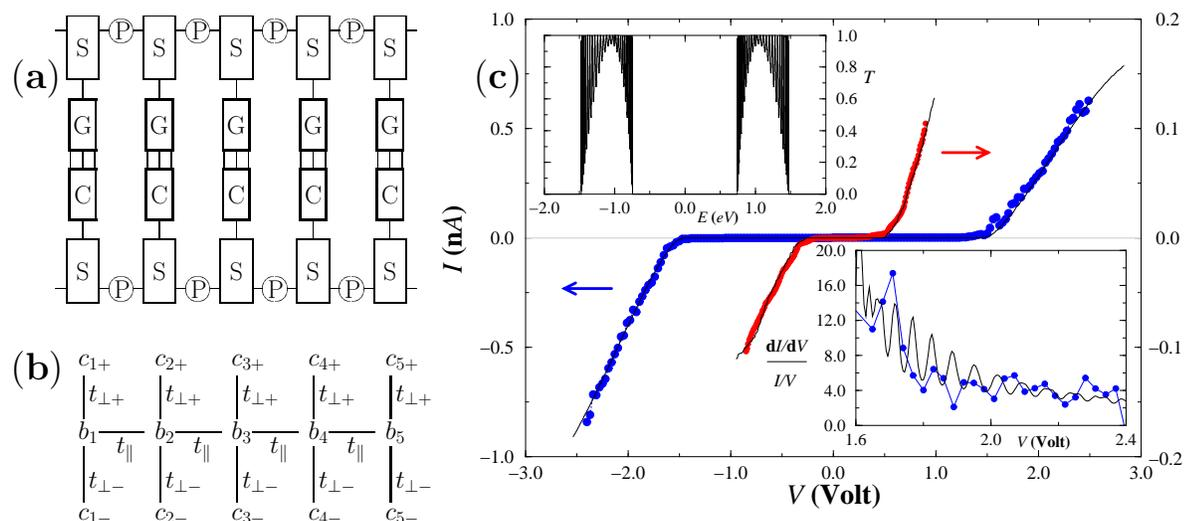 (a)
P P P P
S S S S S
G G G G G
C C C C C
S S S S S
P P P P
(b)
c1+ c2+ c3+ c4+ c5+
t⊥+ t⊥+ t⊥+ t⊥+ t⊥+
b1 b2 b3 b4 b5
t∥ t∥ t∥ t∥
t⊥− t⊥− t⊥− t⊥− t⊥−
c1− c2− c3− c4− c5−
(c)
1.0
0.5
0.0
−0.5
−1.0
I (nA)
−3.0 −2.0 −1.0 0.0 1.0 2.0 3.0
V (Volt)
0.2
0.1
0.0
−0.1
−0.2
1.0
0.8
0.6
0.4
0.2
0.0
T
−2.0 −1.0 0.0 1.0 2.0
E (eV)
20.0
16.0
12.0
8.0
4.0
0.0
dI/dV
I/V
1.6 2.0 2.4
V (Volt)